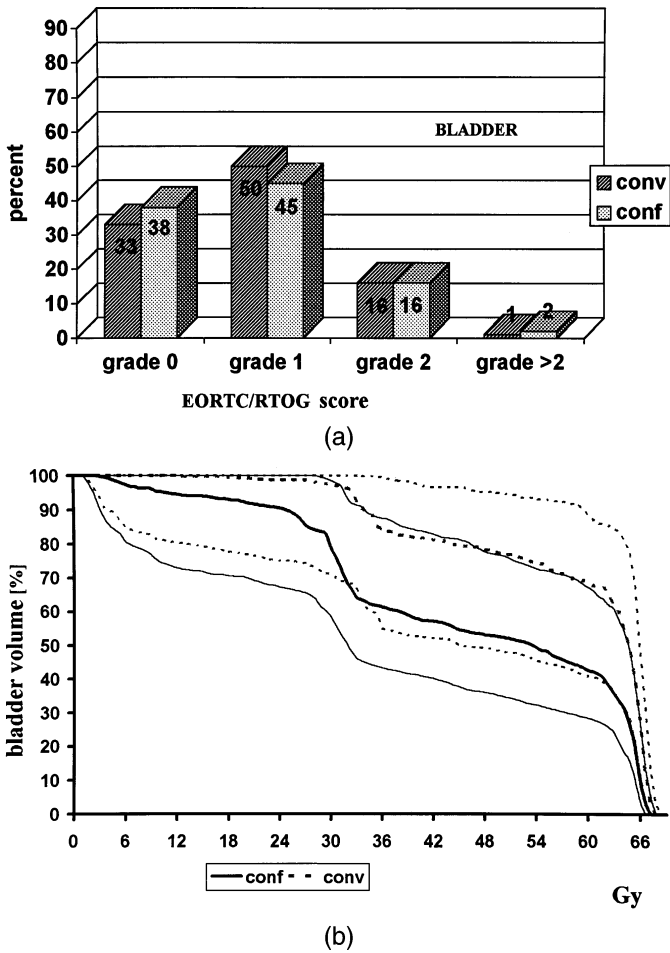 90
80
70
60
50
40
30
20
10
0
percent
BLADDER
33
38
50
45
16
16
1
2
conv
conf
grade 0
grade 1
grade 2
grade >2
EORTC/RTOG score
(a)
100
90
80
70
60
50
40
30
20
10
0
bladder volume [%]
0 6 12 18 24 30 36 42 48 54 60 66
conf
conv
Gy
(b)